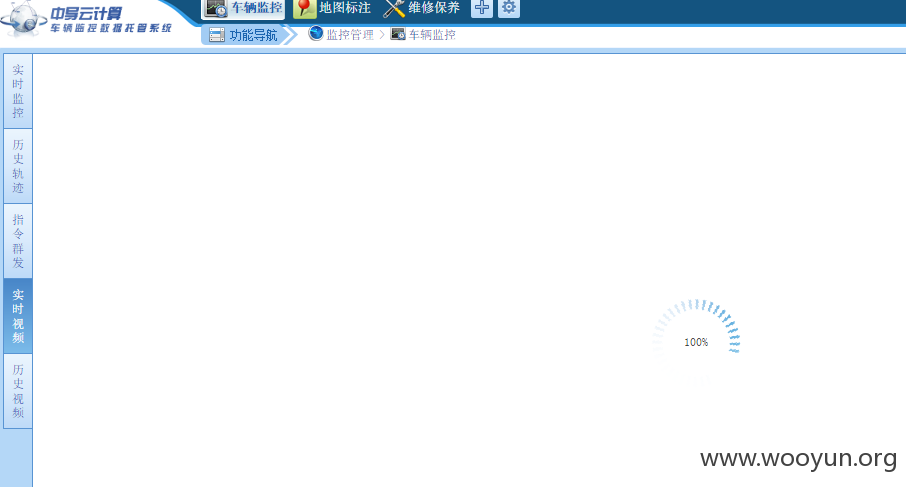 中导云计算
车辆监控数据托管系统
车辆监控 地图标注 维修保养
功能导航 监控管理 车辆监控
实时监控
历史轨迹
指令群发
实时视频
历史视频
100%
www.wooyun.org